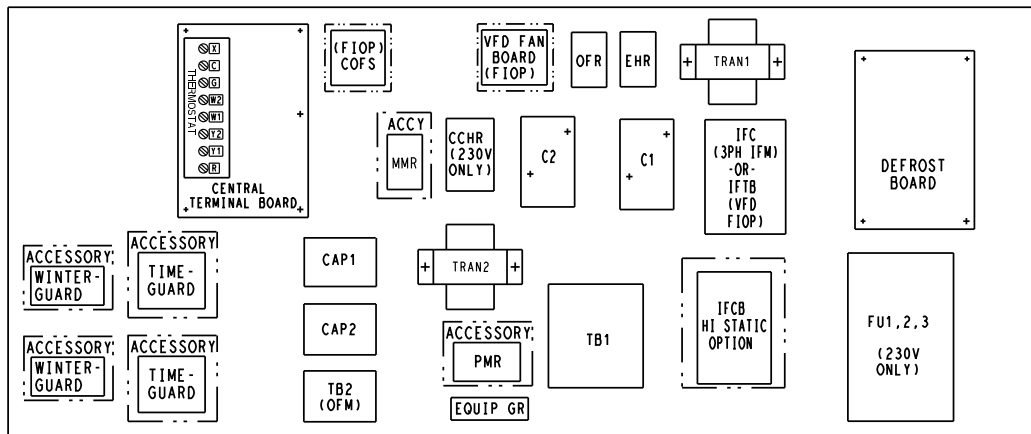 X
C
G
W2
W1
Y2
Y1
R
THERMOSTAT
CENTRAL
TERMINAL BOARD
(FIOP)
COFS
VFD FAN
BOARD
(FIOP)
OFR
EHR
TRAN1
ACCY
MMR
CCHR
(230V
ONLY)
C2
C1
IFC
(3PH IFM)
-OR-
IFTB
(VFD
FIOP)
DEFROST
BOARD
ACCESSORY
WINTER-
GUARD
ACCESSORY
TIME-
GUARD
CAP1
TRAN2
CAP2
TB1
IFCB
HI STATIC
OPTION
FU1,2,3
(230V
ONLY)
ACCESSORY
WINTER-
GUARD
ACCESSORY
TIME-
GUARD
TB2
(OFM)
ACCESSORY
PMR
EQUIP GR